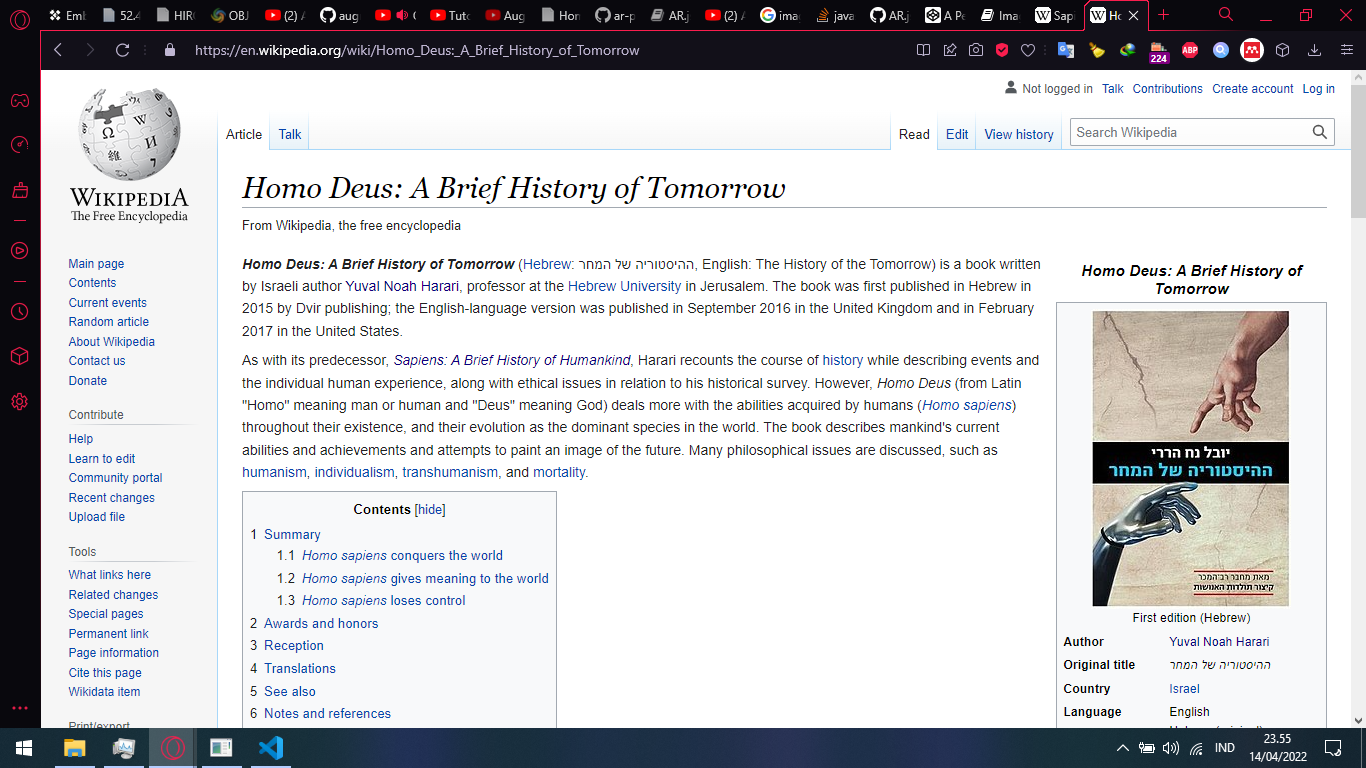 Emb
52.4
HIRO
OBJ
(2) A
aug
(
Tuto
Aug
Hon
ar-p
AR.j
(2) A
ima
java
AR.j
A Pe
Ima
Sapi
Ho
https://en.wikipedia.org/wiki/Homo_Deus:_A_Brief_History_of_Tomorrow
224
ABP
Not logged in Talk Contributions Create account Log in
Article Talk
Read Edit View history
Search Wikipedia
WIKIPEDIA
The Free Encyclopedia
Main page
Contents
Current events
Random article
About Wikipedia
Contact us
Donate
Contribute
Help
Learn to edit
Community portal
Recent changes
Upload file
Tools
What links here
Related changes
Special pages
Permanent link
Page information
Cite this page
Wikidata item
Print/export
Homo Deus: A Brief History of Tomorrow
From Wikipedia, the free encyclopedia
Homo Deus: A Brief History of Tomorrow (Hebrew: ההיסטוריה של המחר, English: The History of the Tomorrow) is a book written
by Israeli author Yuval Noah Harari, professor at the Hebrew University in Jerusalem. The book was first published in Hebrew in
2015 by Dvir publishing; the English-language version was published in September 2016 in the United Kingdom and in February
2017 in the United States.
As with its predecessor, Sapiens: A Brief History of Humankind, Harari recounts the course of history while describing events and
the individual human experience, along with ethical issues in relation to his historical survey. However, Homo Deus (from Latin
"Homo" meaning man or human and "Deus" meaning God) deals more with the abilities acquired by humans (Homo sapiens)
throughout their existence, and their evolution as the dominant species in the world. The book describes mankind's current
abilities and achievements and attempts to paint an image of the future. Many philosophical issues are discussed, such as
humanism, individualism, transhumanism, and mortality.
Contents [hide]
1 Summary
1.1 Homo sapiens conquers the world
1.2 Homo sapiens gives meaning to the world
1.3 Homo sapiens loses control
2 Awards and honors
3 Reception
4 Translations
5 See also
6 Notes and references
Homo Deus: A Brief History of
Tomorrow
יובל נח הררי
ההיסטוריה של המחר
מאת מחבר רב־המכר
קיצור תולדות האנושות
First edition (Hebrew)
Author Yuval Noah Harari
Original title ההיסטוריה של המחר
Country Israel
Language English
IND
23.55
14/04/2022